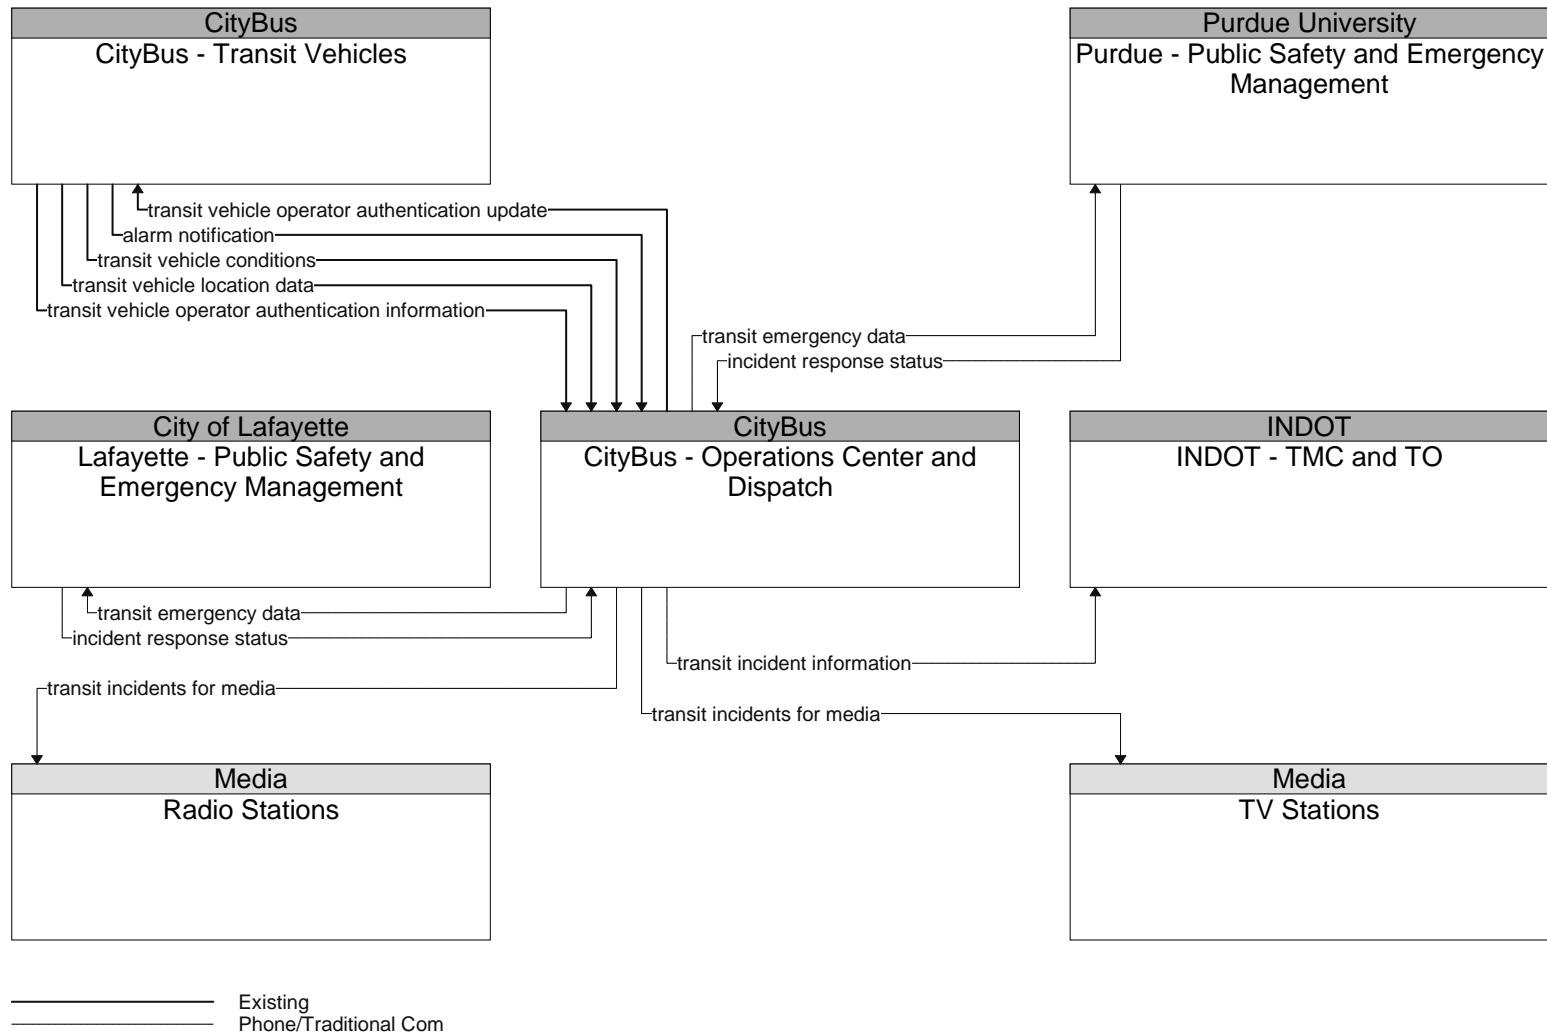 CityBus
CityBus - Transit Vehicles
Purdue University
Purdue - Public Safety and Emergency
Management
transit vehicle operator authentication update
alarm notification
transit vehicle conditions
transit vehicle location data
transit vehicle operator authentication information
transit emergency data
incident response status
City of Lafayette
Lafayette - Public Safety and
Emergency Management
CityBus
CityBus - Operations Center and
Dispatch
INDOT
INDOT - TMC and TO
transit emergency data
incident response status
transit incident information
transit incidents for media
transit incidents for media
Media
Radio Stations
Media
TV Stations
Existing
Phone/Traditional Com